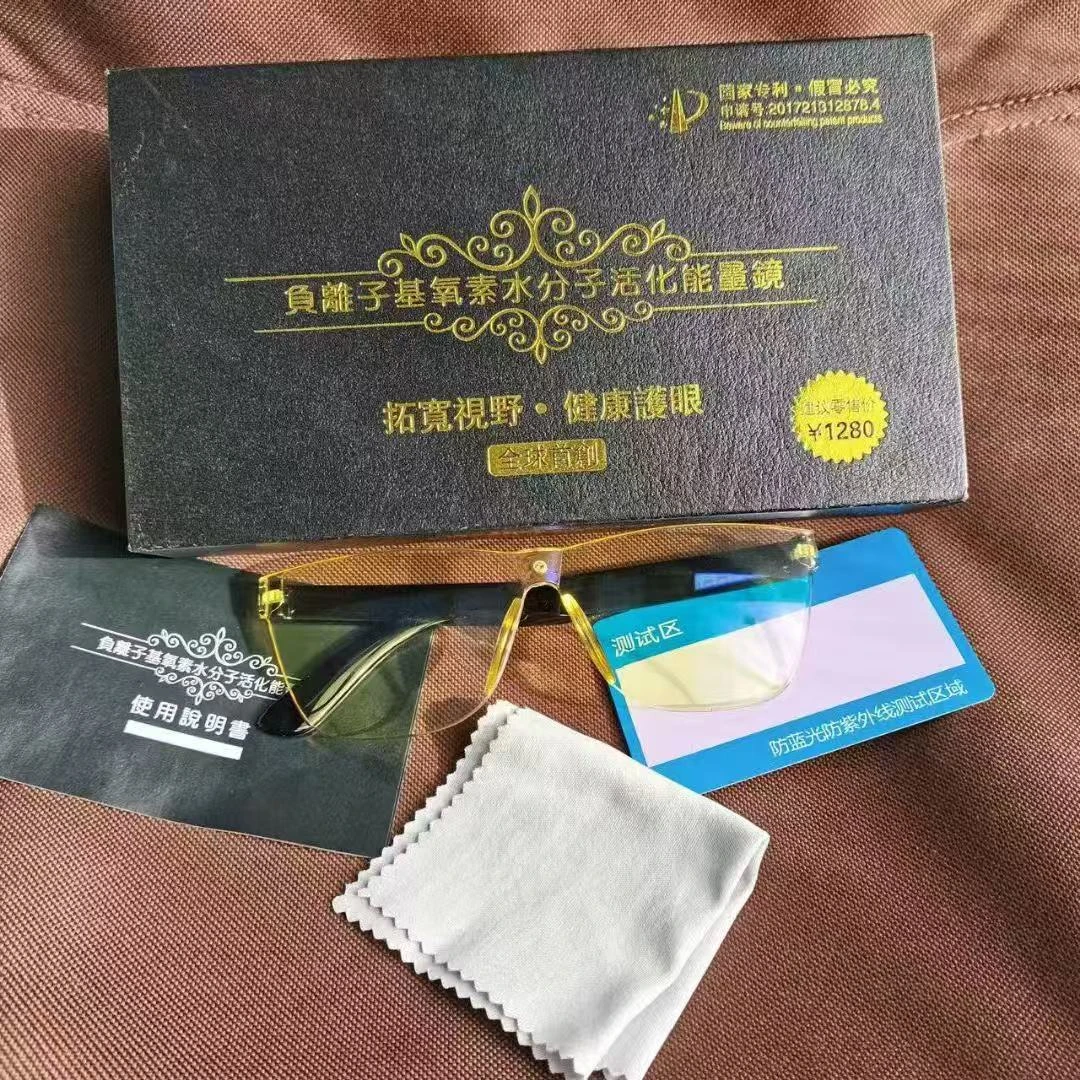 國家专利·假冒必究
申请号:201721312878.4
Beware of counterfeiting patent products
負離子基氧素水分子活化能量鏡
拓寬視野·健康護眼
全球首創
建议零售价
¥1280
負離子基氧素水分子活化能
使用說明書
测试区
防蓝光防紫外线测试区域